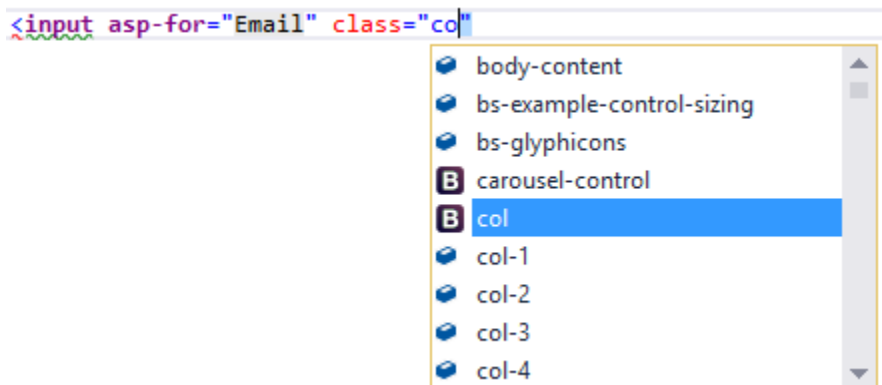 <input asp-for="Email" class="co"
body-content
bs-example-control-sizing
bs-glyphicons
B carousel-control
B col
col-1
col-2
col-3
col-4